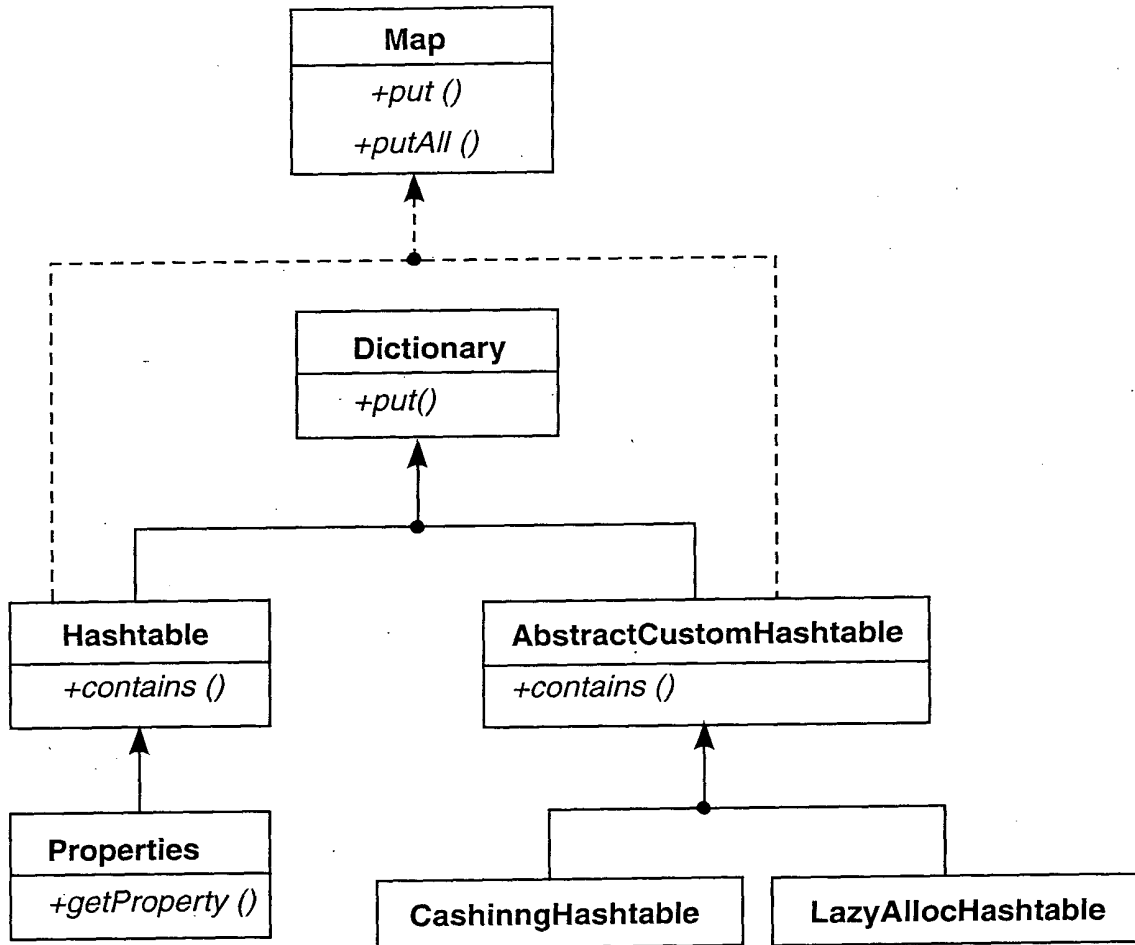 Map
+put ()
+putAll ()
Dictionary
+put()
Hashtable
+contains ()
AbstractCustomHashtable
+contains ()
Properties
+getProperty ()
CashinngHashtable
LazyAllocHashtable